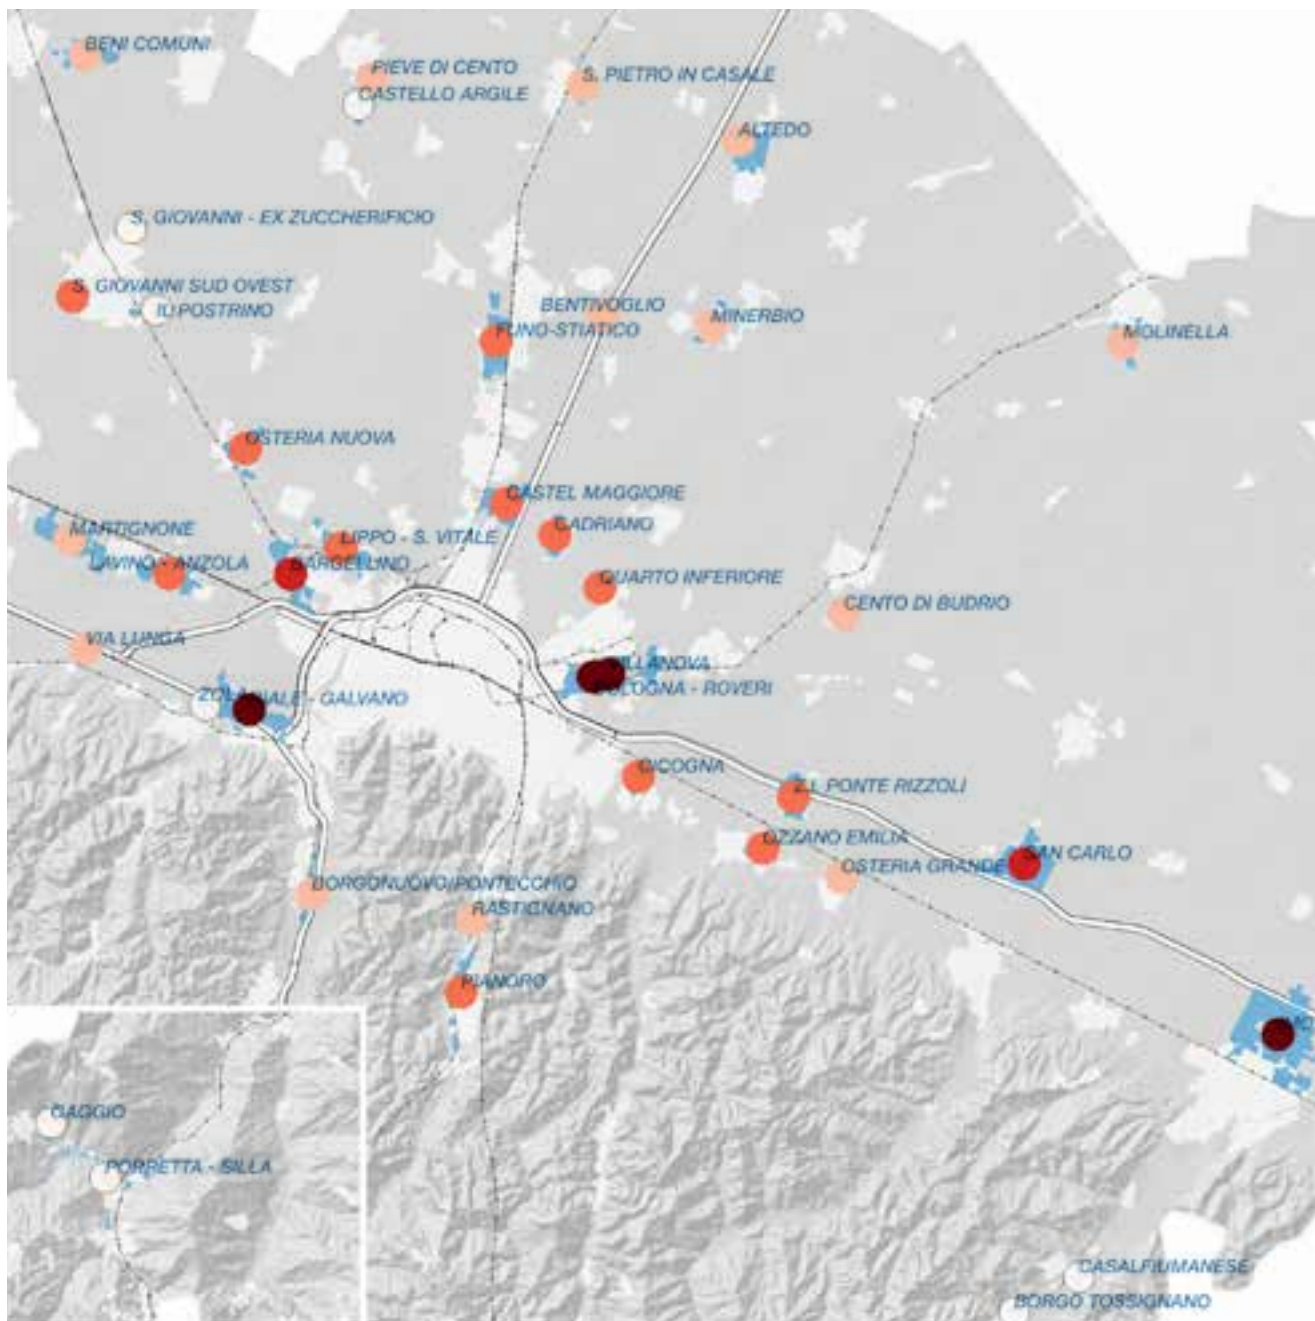 BENI COMUNI
PIEVE DI CENTO
S. PIETRO IN CASALE
CASTELLO ARGILE
ALTEDO
S. GIOVANNI - EX ZUCCHERIFICIO
S. GIOVANNI SUD OVEST
IL POSTRINO
BENTIVOGLIO
MINERBIO
FUNO-STIATICO
MOLINELLA
OSTERIA NUOVA
CASTEL MAGGIORE
MARTIGNONE
CADRIANO
LIPPO - S. VITALE
LAVINO - ANZOLA
BARGELLINO
QUARTO INFERIORE
CENTO DI BUDRIO
VIA LUNGA
VILLANOVA
BOLOGNA - ROVERI
- GALVANO
CICOGNA
Z.I. PONTE RIZZOLI
OZZANO EMILIA
SAN CARLO
OSTERIA GRANDE
BORGONUOVO/PONTECCHIO
RASTIGNANO
PIANORO
GAGGIO
PORRETTA - SILLA
CASALFIUMANESE
BORGO TOSSIGNANO